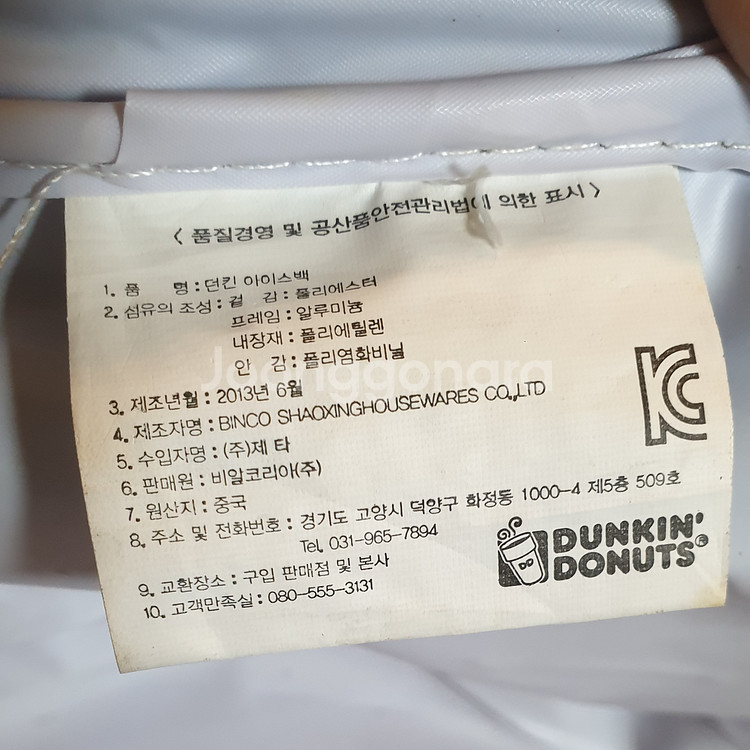 < 품질경영 및 공산품안전관리법에 의한 표시 >
1. 품 명 : 던킨 아이스백
2. 섬유의 조성 : 겉 감 : 폴리에스터
프레임 : 알루미늄
내장재 : 폴리에틸렌
안 감 : 폴리염화비닐
3. 제조년월 : 2013년 6월
4. 제조자명 : BINCO SHAOXINGHOUSEWARES CO.,LTD
5. 수입자명 : (주)제 타
6. 판매원 : 비알코리아(주)
7. 원산지 : 중국
8. 주소 및 전화번호 : 경기도 고양시 덕양구 화정동 1000-4 제5층 509호
Tel. 031-965-7894
9. 교환장소 : 구입 판매점 및 본사
10. 고객만족실 : 080-555-3131
KC
DD
DUNKIN'
DONUTS®
Joonggonara